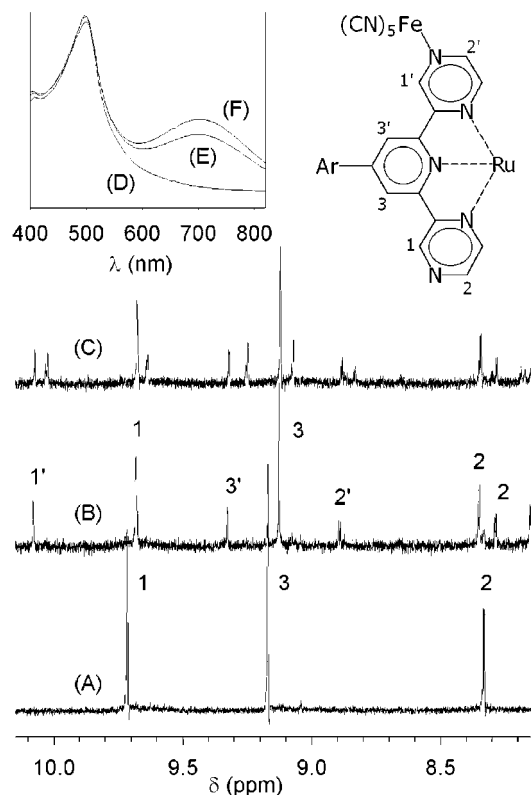 (F)
(E)
(D)
400 500 600 700 800
λ (nm)
(CN)₅Fe
2'
N
1'
N
3'
Ar
N
Ru
3
N
1
N
2
(C)
1
3
1'
3'
2'
2
2
(B)
1
3
2
(A)
10.0 9.5 9.0 8.5
δ (ppm)